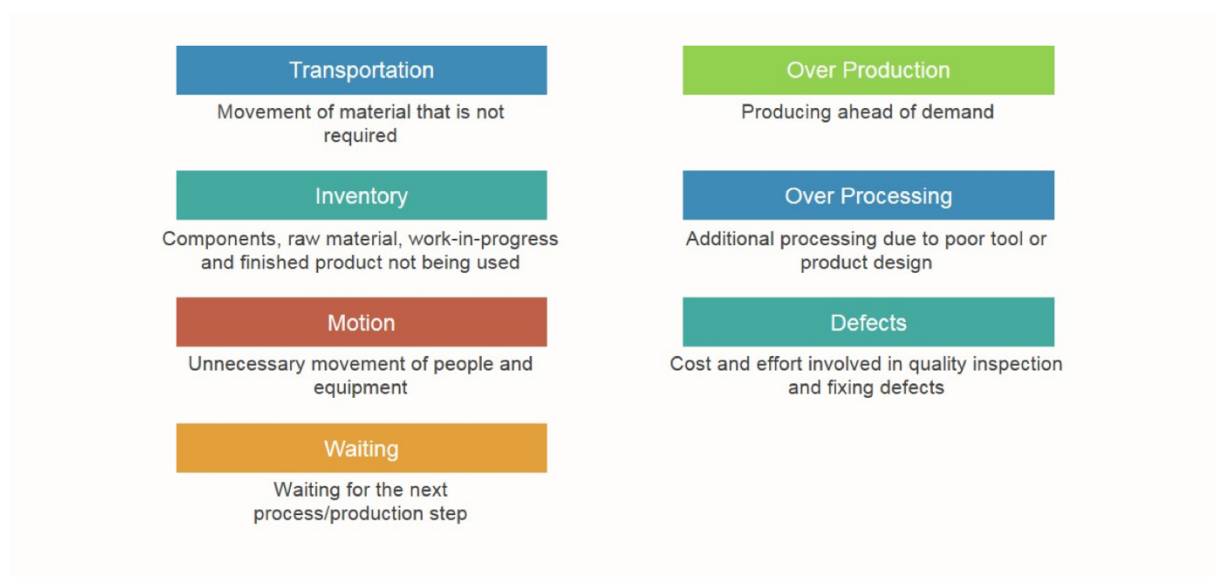 Transportation
Movement of material that is not
required
Inventory
Components, raw material, work-in-progress
and finished product not being used
Motion
Unnecessary movement of people and
equipment
Waiting
Waiting for the next
process/production step
Over Production
Producing ahead of demand
Over Processing
Additional processing due to poor tool or
product design
Defects
Cost and effort involved in quality inspection
and fixing defects